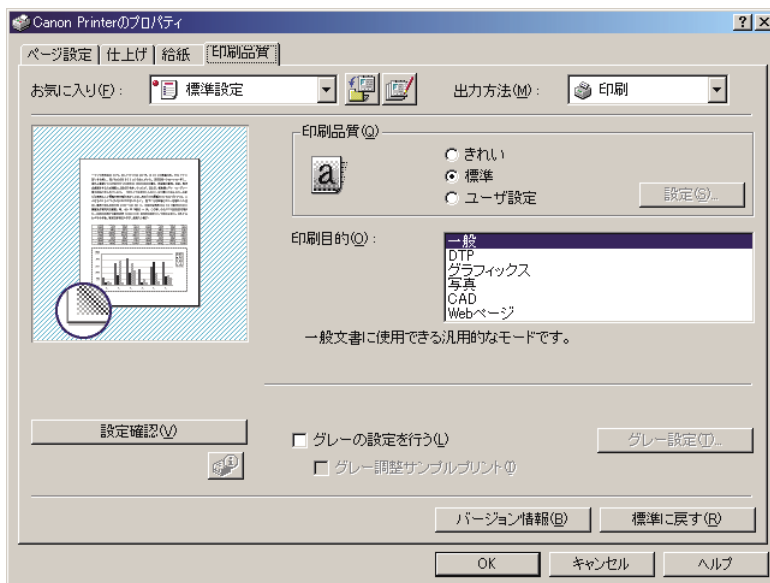 Canon Printerのプロパティ
ページ設定 仕上げ 給紙 印刷品質
お気に入り(F): 標準設定 出力方法(M): 印刷
印刷品質(Q)
きれい
標準
ユーザ設定 設定(S)...
印刷目的(O):
一般
DTP
グラフィックス
写真
CAD
Webページ
一般文書に使用できる汎用的なモードです。
設定確認(V)
グレーの設定を行う(L) グレー設定(T)...
グレー調整サンプルプリント(I)
バージョン情報(B) 標準に戻す(R)
OK キャンセル ヘルプ